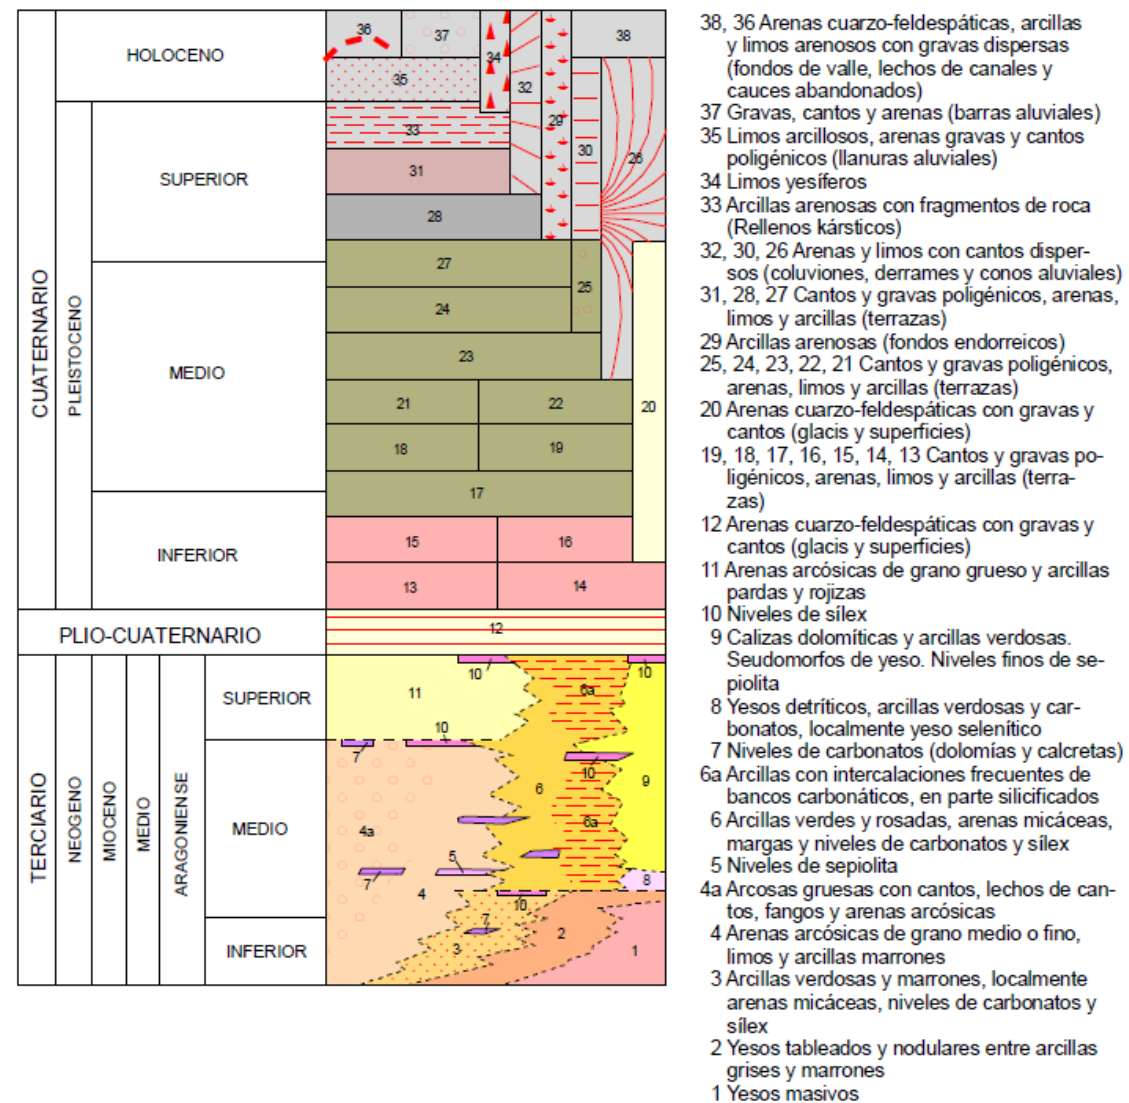 HOLOCENO
CUATERNARIO
PLEISTOCENO
SUPERIOR
MEDIO
INFERIOR
PLIO-CUATERNARIO
TERCIARIO
NEOGENO
MIOCENO
MEDIO
ARAGONIENSE
SUPERIOR
MEDIO
INFERIOR
36
37
34
38
35
32
33
29
30
26
31
28
27
25
24
23
21
22
20
18
19
17
15
16
13
14
12
10
6a
10
11
10
7
10
6
9
4a
6a
5
7
8
4
10
7
3
2
1
38, 36 Arenas cuarzo-feldespáticas, arcillas
y limos arenosos con gravas dispersas
(fondos de valle, lechos de canales y
cauces abandonados)
37 Gravas, cantos y arenas (barras aluviales)
35 Limos arcillosos, arenas gravas y cantos
poligénicos (llanuras aluviales)
34 Limos yesíferos
33 Arcillas arenosas con fragmentos de roca
(Rellenos kársticos)
32, 30, 26 Arenas y limos con cantos disper-
sos (coluviones, derrames y conos aluviales)
31, 28, 27 Cantos y gravas poligénicos, arenas,
limos y arcillas (terrazas)
29 Arcillas arenosas (fondos endorreicos)
25, 24, 23, 22, 21 Cantos y gravas poligénicos,
arenas, limos y arcillas (terrazas)
20 Arenas cuarzo-feldespáticas con gravas y
cantos (glacis y superficies)
19, 18, 17, 16, 15, 14, 13 Cantos y gravas po-
ligénicos, arenas, limos y arcillas (terra-
zas)
12 Arenas cuarzo-feldespáticas con gravas y
cantos (glacis y superficies)
11 Arenas arcósicas de grano grueso y arcillas
pardas y rojizas
10 Niveles de sílex
9 Calizas dolomíticas y arcillas verdosas.
Seudomorfos de yeso. Niveles finos de se-
piolita
8 Yesos detríticos, arcillas verdosas y car-
bonatos, localmente yeso selenítico
7 Niveles de carbonatos (dolomías y calcretas)
6a Arcillas con intercalaciones frecuentes de
bancos carbonáticos, en parte silicificados
6 Arcillas verdes y rosadas, arenas micáceas,
margas y niveles de carbonatos y sílex
5 Niveles de sepiolita
4a Arcosas gruesas con cantos, lechos de can-
tos, fangos y arenas arcósicas
4 Arenas arcósicas de grano medio o fino,
limos y arcillas marrones
3 Arcillas verdosas y marrones, localmente
arenas micáceas, niveles de carbonatos y
sílex
2 Yesos tableados y nodulares entre arcillas
grises y marrones
1 Yesos masivos